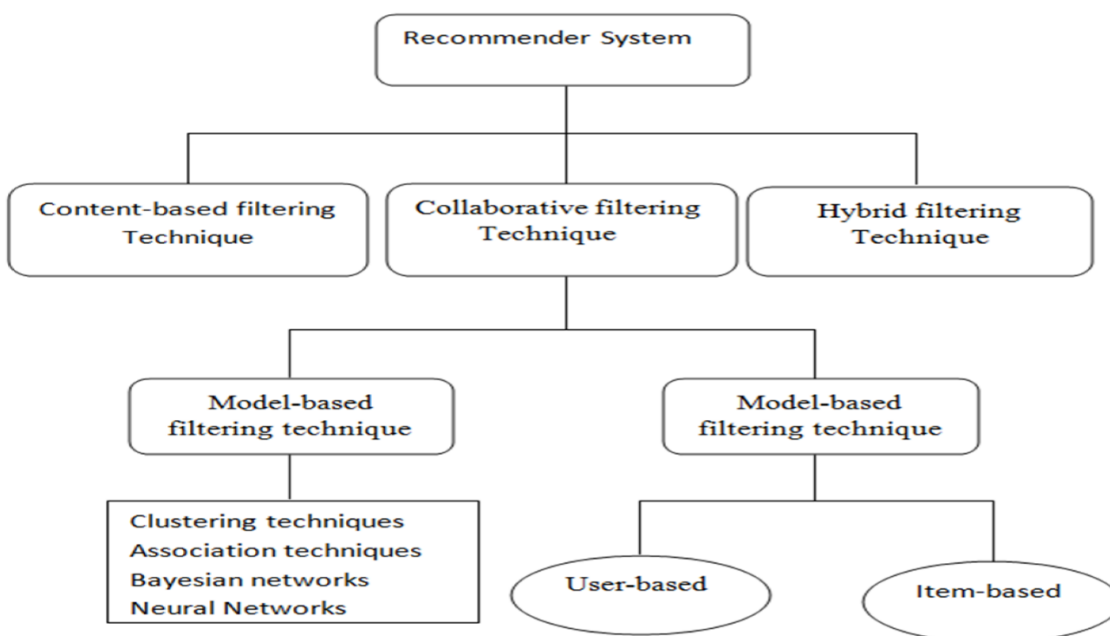 Recommender System
Content-based filtering
Technique
Collaborative filtering
Technique
Hybrid filtering
Technique
Model-based
filtering technique
Model-based
filtering technique
Clustering techniques
Association techniques
Bayesian networks
Neural Networks
User-based
Item-based